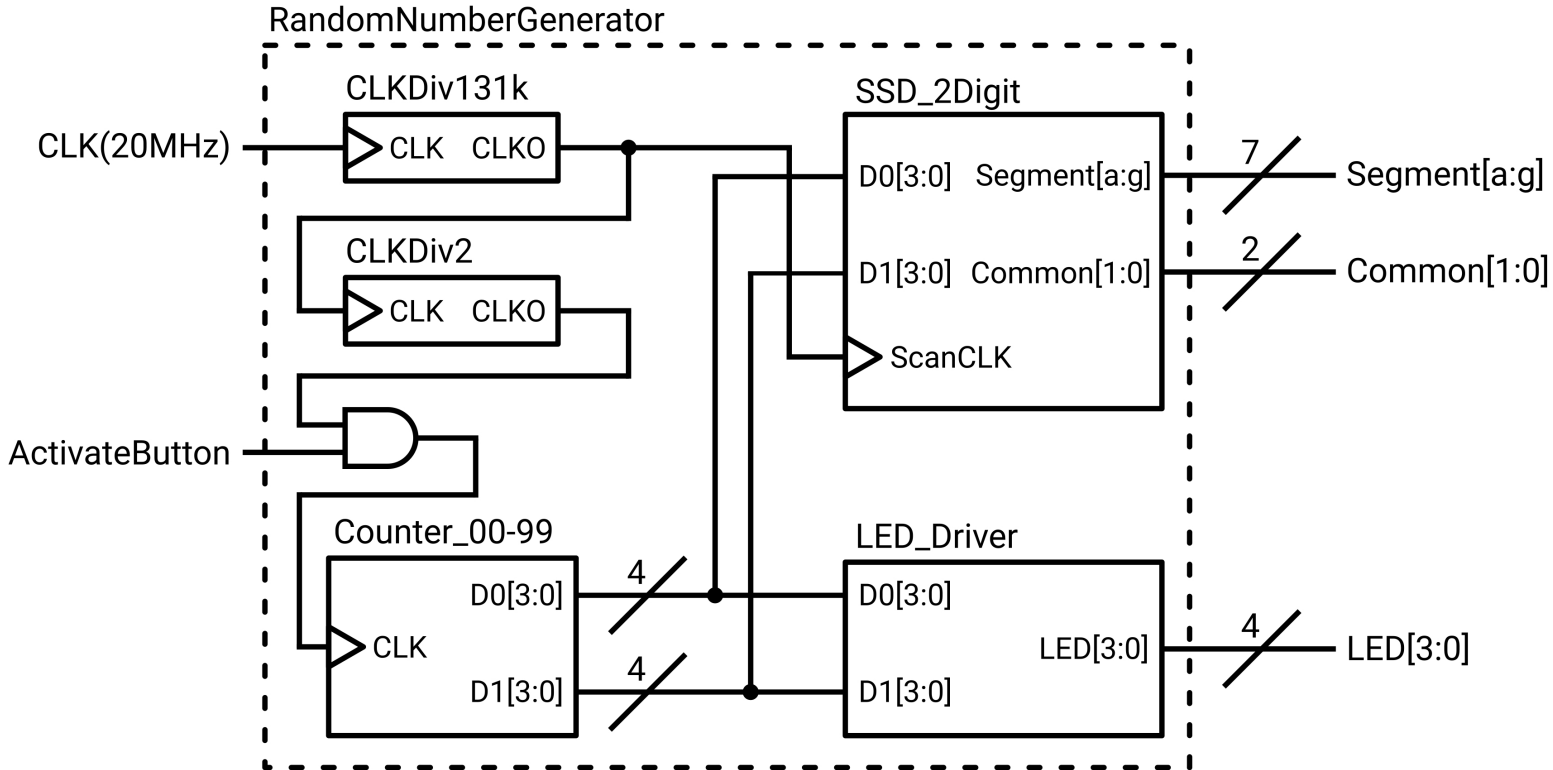 RandomNumberGenerator
CLKDiv131k
SSD_2Digit
CLK(20MHz)
CLK CLKO
D0[3:0] Segment[a:g]
7
Segment[a:g]
CLKDiv2
CLK CLKO
D1[3:0] Common[1:0]
2
Common[1:0]
ScanCLK
ActivateButton
Counter_00-99
LED_Driver
D0[3:0]
4
D0[3:0]
CLK
LED[3:0]
4
LED[3:0]
D1[3:0]
4
D1[3:0]